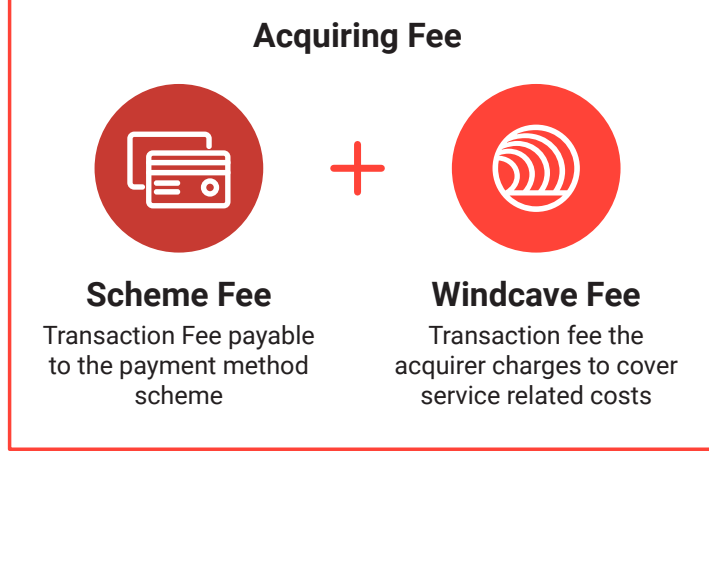 Acquiring Fee
Scheme Fee
Transaction Fee payable
to the payment method
scheme
Windcave Fee
Transaction fee the
acquirer charges to cover
service related costs